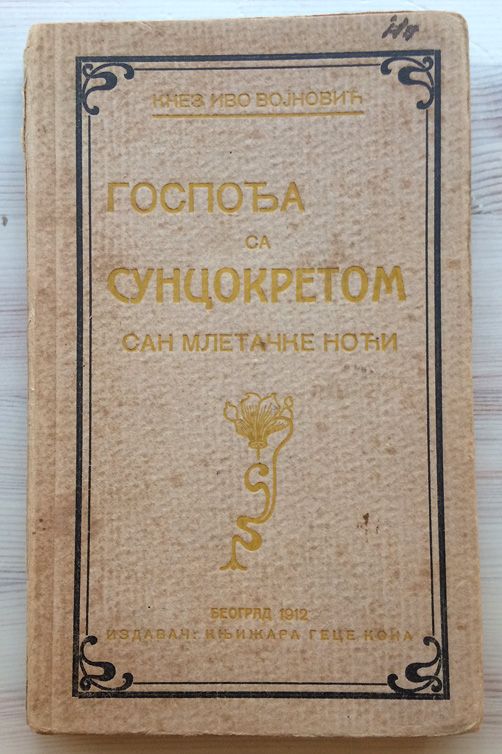 КНЕЗ ИВО ВОЈНОВИЋ
ГОСПОЂА
СА
СУНЦОКРЕТОМ
САН МЛЕТАЧКЕ НОЋИ
БЕОГРАД 1912
ИЗДАВАЧ: КЊИЖАРА ГЕЦЕ КОНА